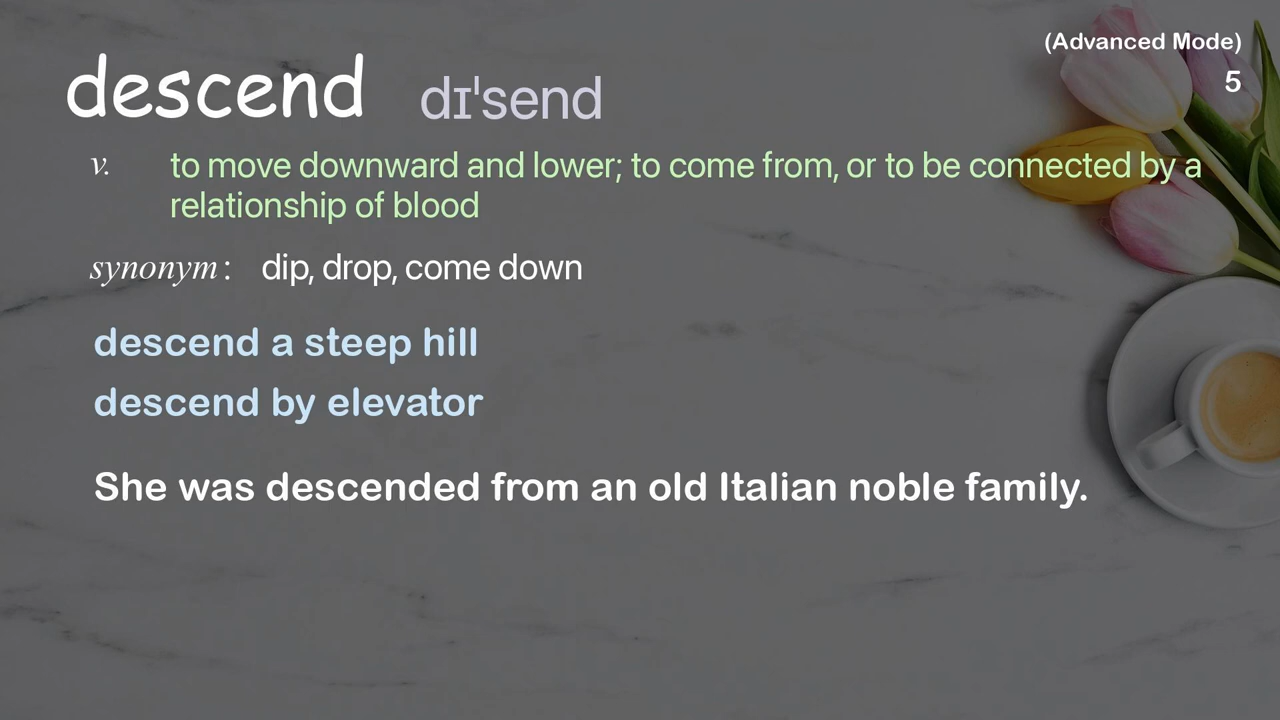 (Advanced Mode)
5
descend dɪˈsend
v. to move downward and lower; to come from, or to be connected by a
relationship of blood
synonym: dip, drop, come down
descend a steep hill
descend by elevator
She was descended from an old Italian noble family.